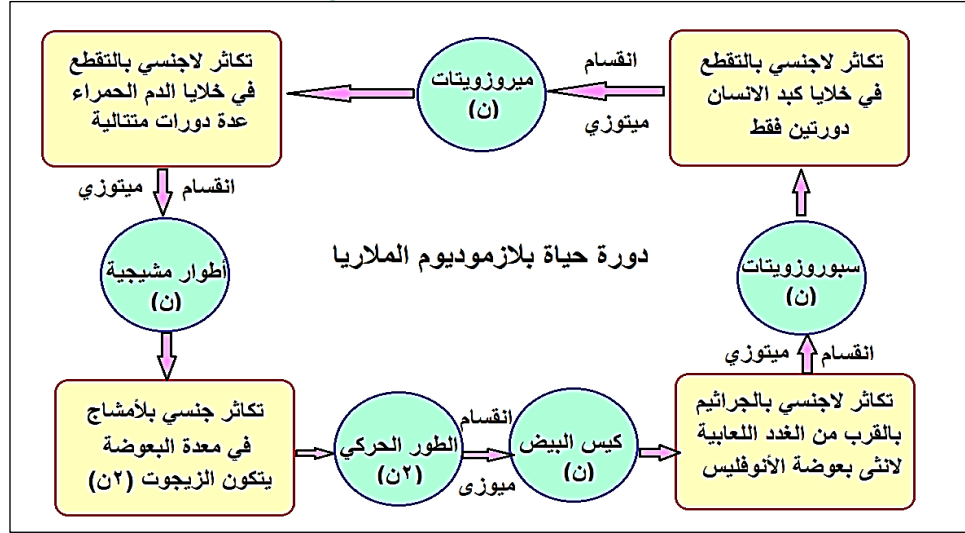 تكاثر لاجنسي بالتقطع
في خلايا كبد الانسان
دورتين فقط
انقسام
ميتوزي
ميروزويتات
(ن)
تكاثر لاجنسي بالتقطع
في خلايا الدم الحمراء
عدة دورات متتالية
انقسام
ميتوزي
أطوار مشيجية
(ن)
دورة حياة بلازموديوم الملاريا
سبوروزويتات
(ن)
انقسام
ميتوزي
تكاثر جنسي بلأمشاج
في معدة البعوضة
يتكون الزيجوت (٢ن)
الطور الحركي
(٢ن)
انقسام
ميوزى
كيس البيض
(ن)
تكاثر لاجنسي بالجراثيم
بالقرب من الغدد اللعابية
لانثى بعوضة الأنوفليس